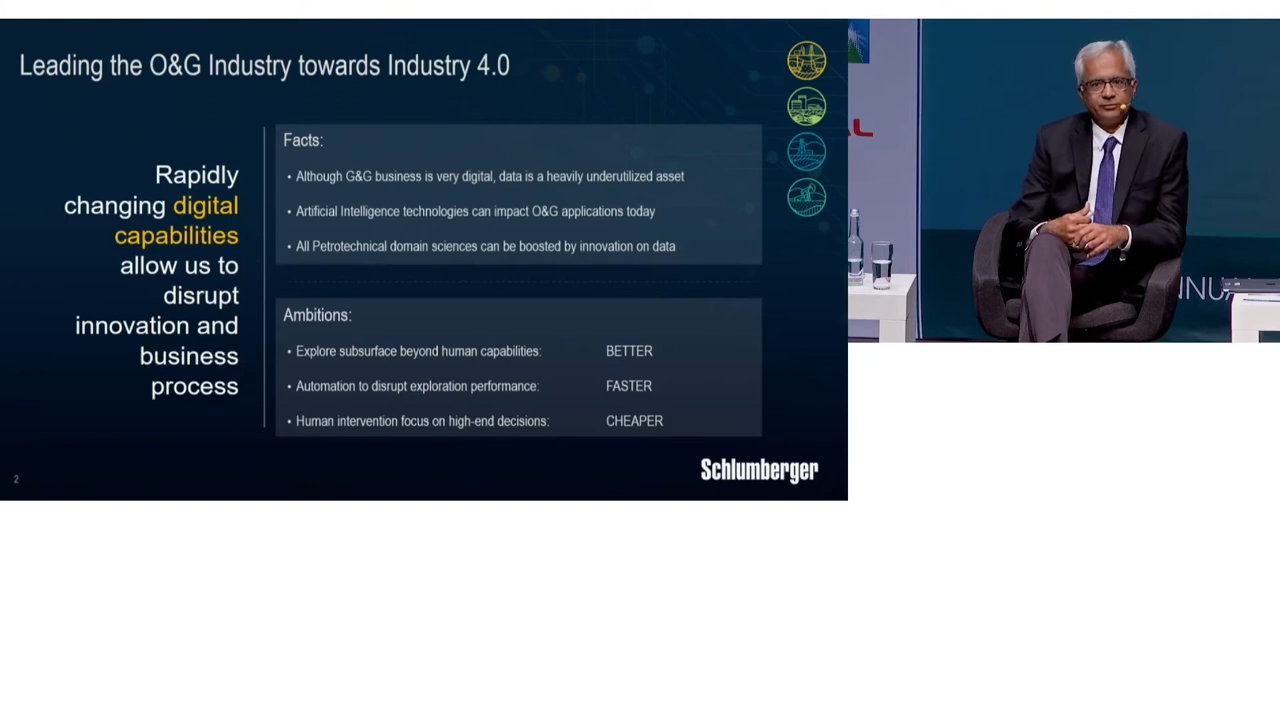 Leading the O&G Industry towards Industry 4.0
Rapidly
changing digital
capabilities
allow us to
disrupt
innovation and
business
process
Facts:
• Although G&G business is very digital, data is a heavily underutilized asset
• Artificial Intelligence technologies can impact O&G applications today
• All Petrotechnical domain sciences can be boosted by innovation on data
Ambitions:
• Explore subsurface beyond human capabilities: BETTER
• Automation to disrupt exploration performance: FASTER
• Human intervention focus on high-end decisions: CHEAPER
Schlumberger
2
AL
NNUA